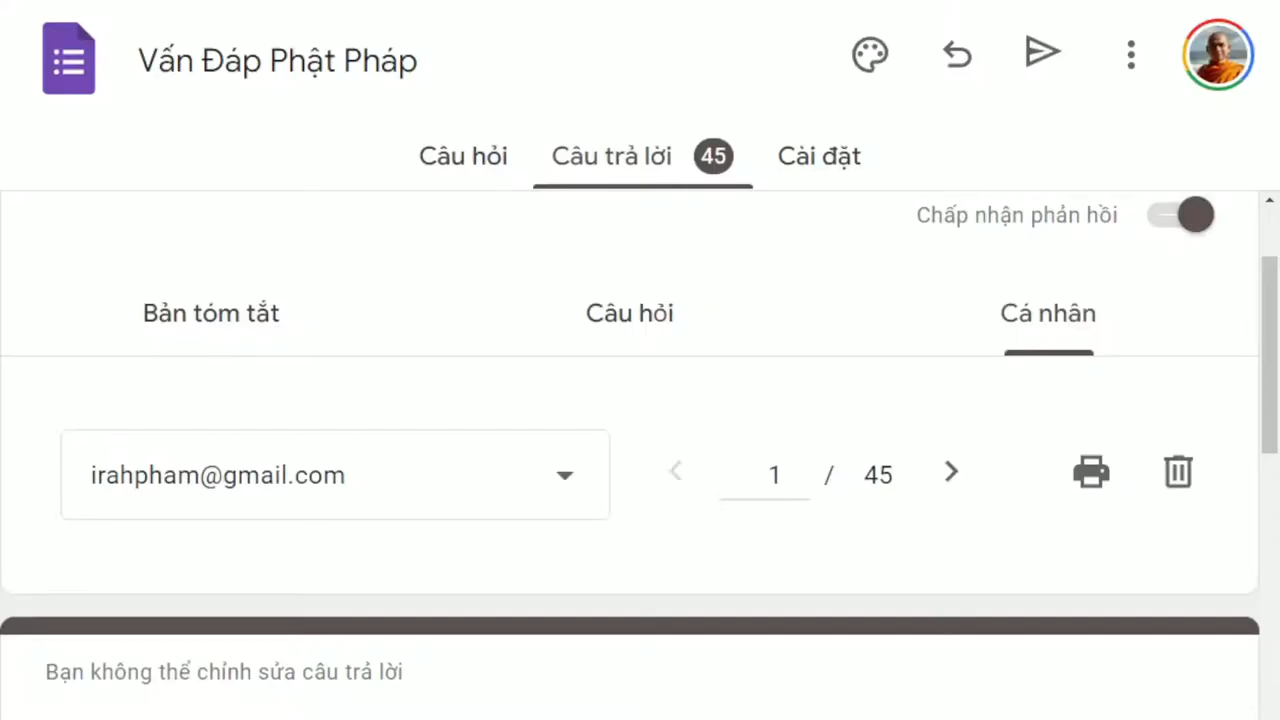 Vấn Đáp Phật Pháp
Câu hỏi
Câu trả lời
45
Cài đặt
Chấp nhận phản hồi
Bản tóm tắt
Câu hỏi
Cá nhân
irahpham@gmail.com
1 / 45
Bạn không thể chỉnh sửa câu trả lời